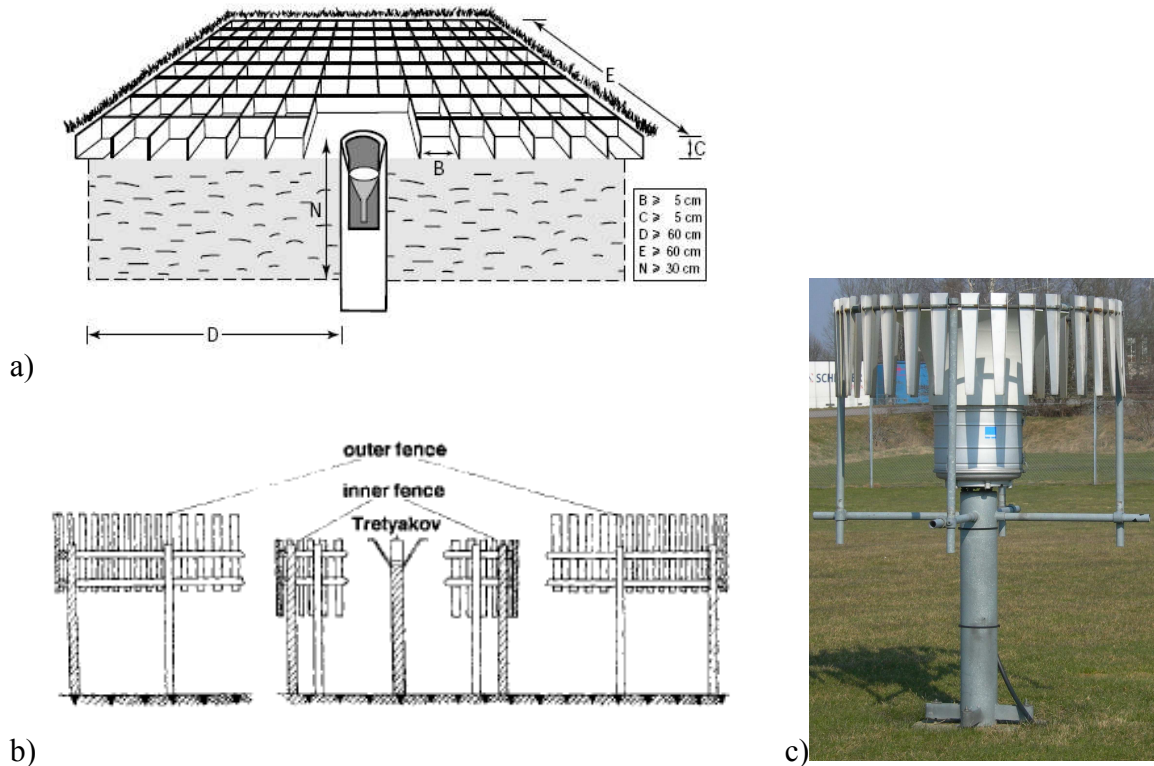 E
C
B
N
B ⩾ 5 cm
C ⩾ 5 cm
D ⩾ 60 cm
E ⩾ 60 cm
N ⩾ 30 cm
D
a)
outer fence
inner fence
Tretyakov
b)
c)